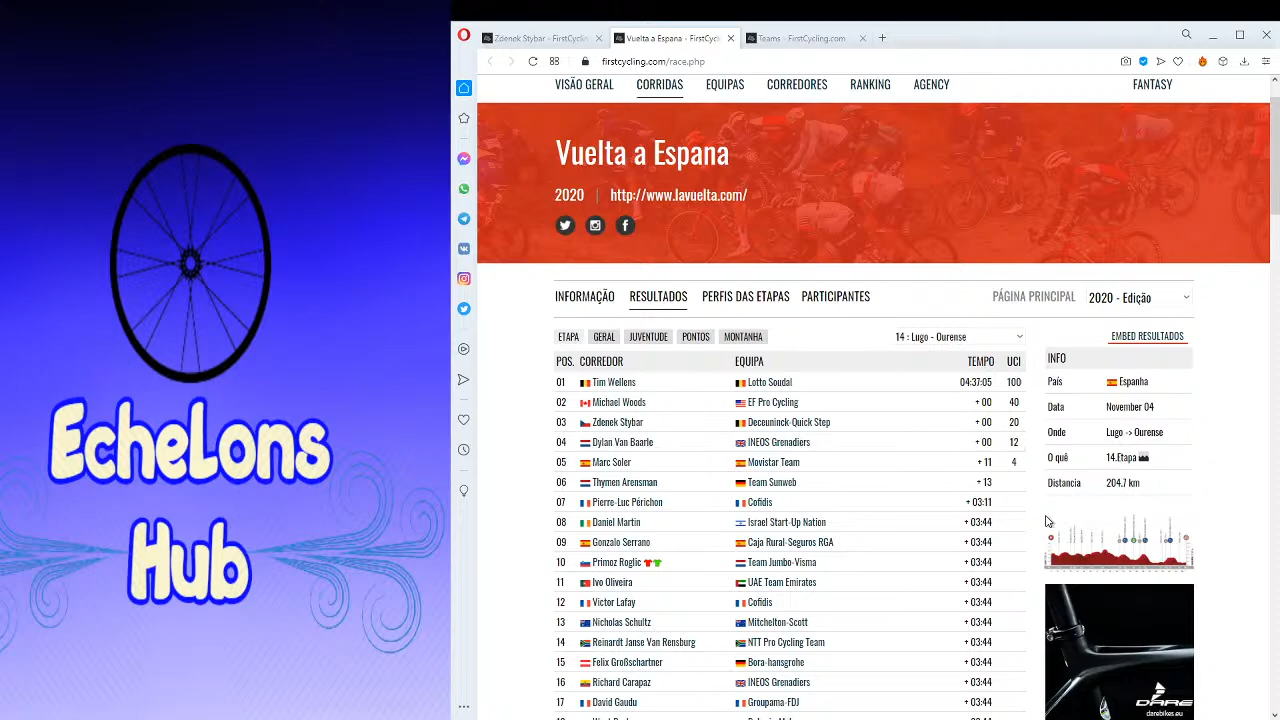 EcheLons
Hub
Zdenek Stybar - FirstCyclin
Vuelta a Espana - FirstCycl
Teams - FirstCycling.com
firstcycling.com/race.php
VISÃO GERAL CORRIDAS EQUIPAS CORREDORES RANKING AGENCY FANTASY
Vuelta a Espana
2020 | http://www.lavuelta.com/
INFORMAÇÃO RESULTADOS PERFIS DAS ETAPAS PARTICIPANTES PÁGINA PRINCIPAL 2020 - Edição
ETAPA GERAL JUVENTUDE PONTOS MONTANHA 14 : Lugo - Ourense EMBED RESULTADOS
POS. CORREDOR EQUIPA TEMPO UCI
01 Tim Wellens Lotto Soudal 04:37:05 100
02 Michael Woods EF Pro Cycling + 00 40
03 Zdenek Stybar Deceuninck-Quick Step + 00 20
04 Dylan Van Baarle INEOS Grenadiers + 00 12
05 Marc Soler Movistar Team + 11 4
06 Thymen Arensman Team Sunweb + 13
07 Pierre-Luc Périchon Cofidis + 03:11
08 Daniel Martin Israel Start-Up Nation + 03:44
09 Gonzalo Serrano Caja Rural-Seguros RGA + 03:44
10 Primoz Roglic Team Jumbo-Visma + 03:44
11 Ivo Oliveira UAE Team Emirates + 03:44
12 Victor Lafay Cofidis + 03:44
13 Nicholas Schultz Mitchelton-Scott + 03:44
14 Reinardt Janse Van Rensburg NTT Pro Cycling Team + 03:44
15 Felix Großschartner Bora-hansgrohe + 03:44
16 Richard Carapaz INEOS Grenadiers + 03:44
17 David Gaudu Groupama-FDJ + 03:44
INFO
País Espanha
Data November 04
Onde Lugo -> Ourense
O quê 14.Etapa
Distancia 204.7 km
DARE
darebikes.eu